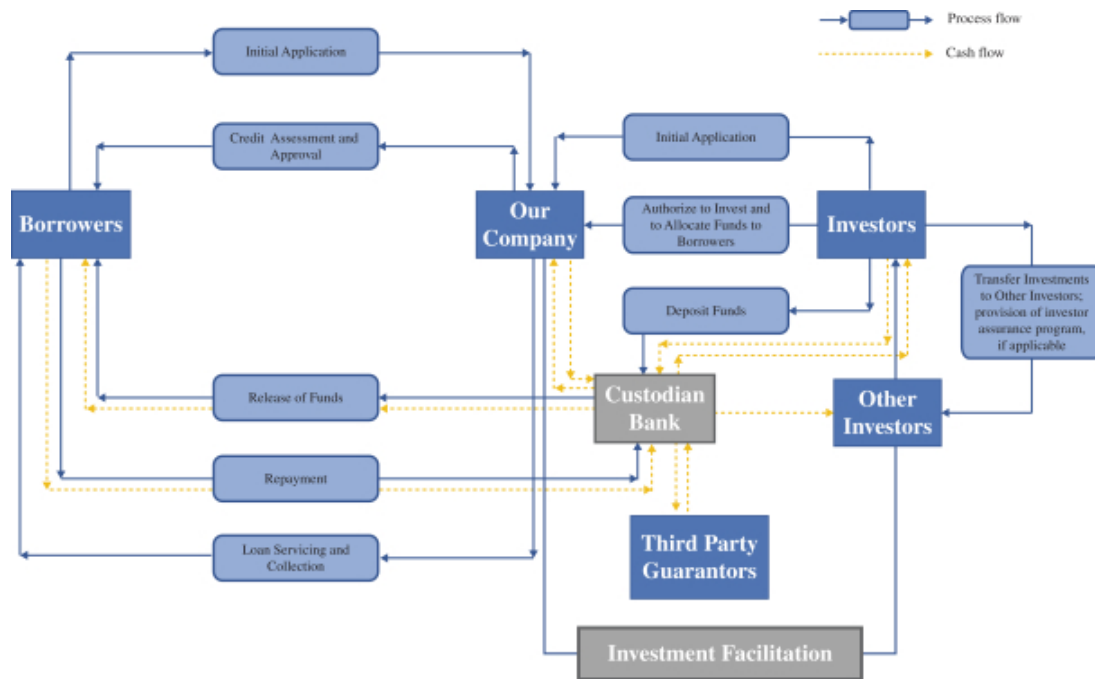 Process flow
Cash flow
Initial Application
Credit Assessment and
Approval
Initial Application
Borrowers
Our
Company
Authorize to Invest and
to Allocate Funds to
Borrowers
Investors
Transfer Investments
to Other Investors;
provision of investor
assurance program,
if applicable
Deposit Funds
Release of Funds
Custodian
Bank
Other
Investors
Repayment
Loan Servicing and
Collection
Third Party
Guarantors
Investment Facilitation